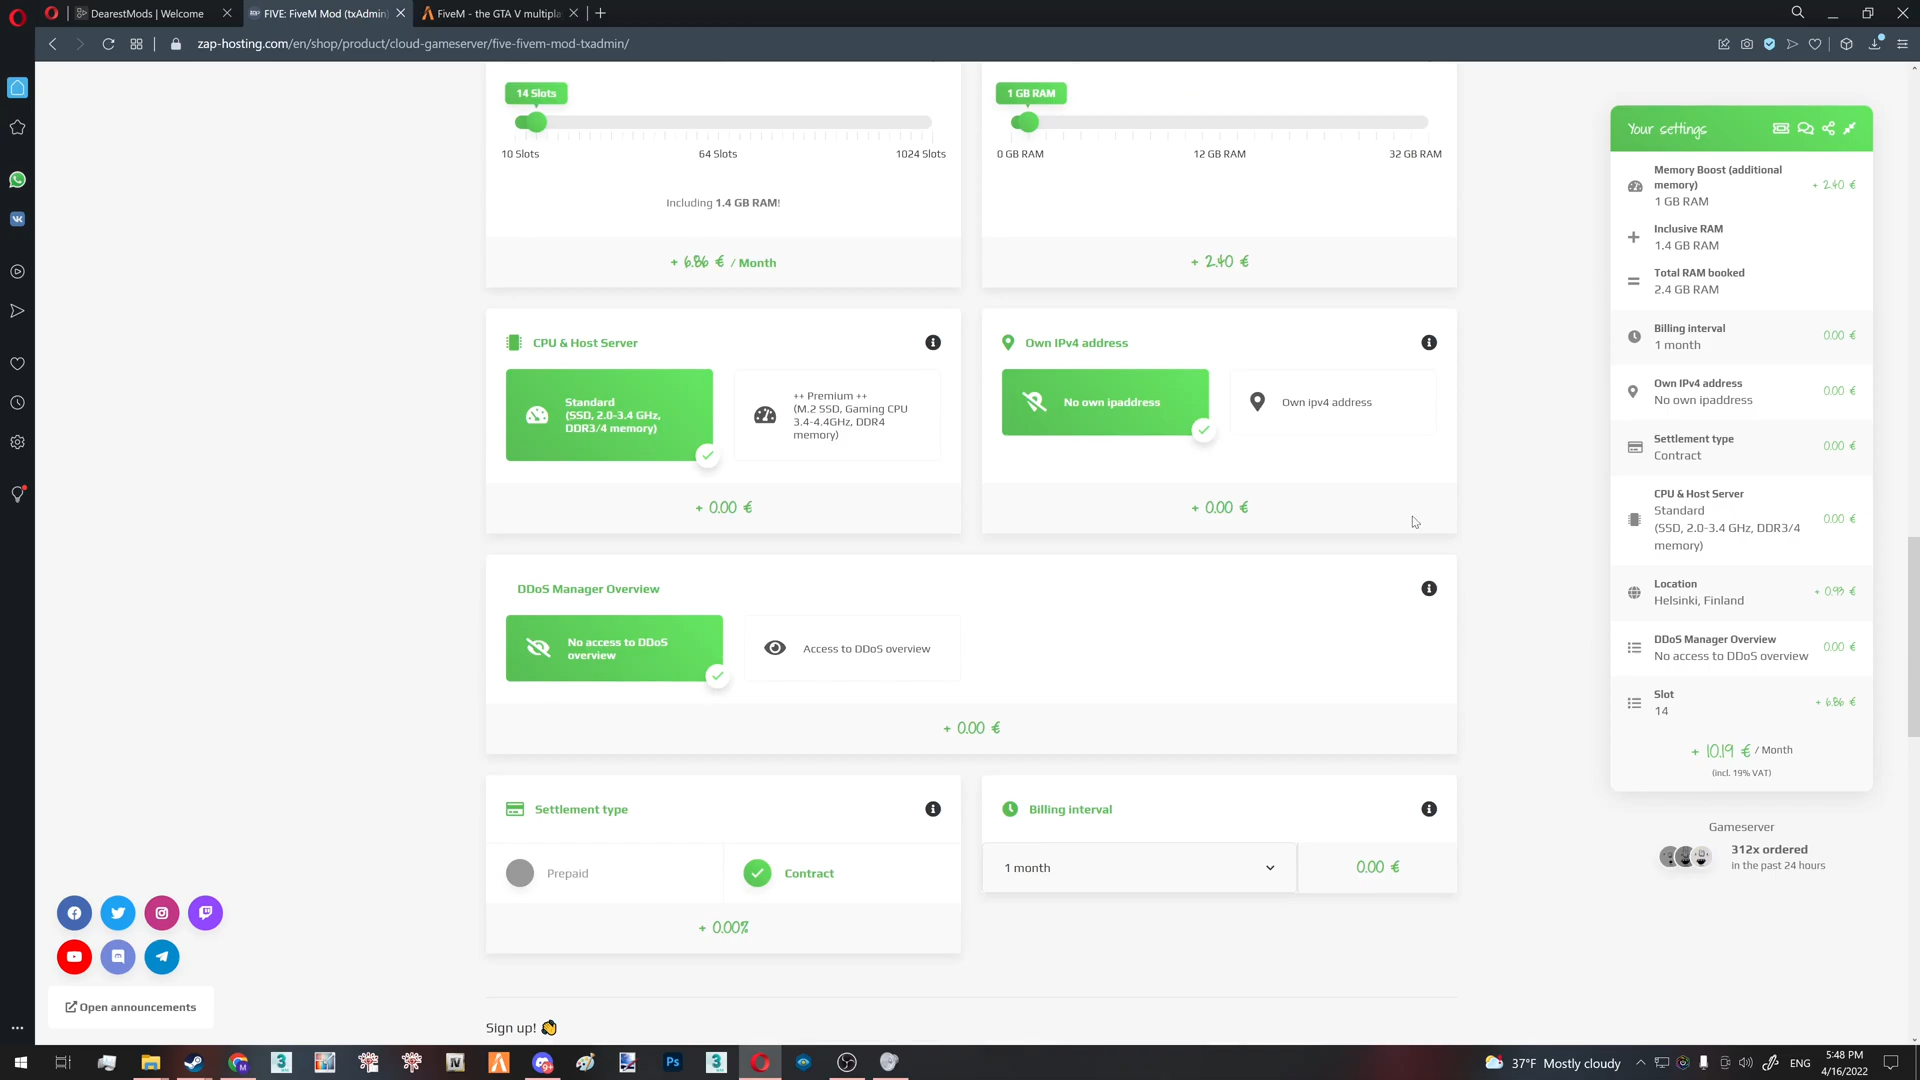 DearestMods | Welcome
FIVE: FiveM Mod (txAdmin
FiveM - the GTA V multipla
zap-hosting.com/en/shop/product/cloud-gameserver/five-fivem-mod-txadmin/
14 Slots
10 Slots 64 Slots 1024 Slots
Including 1.4 GB RAM!
+ 6.86 € / Month
1 GB RAM
0 GB RAM 12 GB RAM 32 GB RAM
+ 2.40 €
CPU & Host Server
Standard
(SSD, 2.0-3.4 GHz,
DDR3/4 memory)
++ Premium ++
(M.2 SSD, Gaming CPU
3.4-4.4GHz, DDR4
memory)
+ 0.00 €
Own IPv4 address
No own ipaddress
Own ipv4 address
+ 0.00 €
DDoS Manager Overview
No access to DDoS
overview
Access to DDoS overview
+ 0.00 €
Settlement type
Prepaid
Contract
+ 0.00%
Billing interval
1 month
0.00 €
Sign up!
Open announcements
Your settings
Memory Boost (additional
memory)
1 GB RAM
+ 2.40 €
Inclusive RAM
1.4 GB RAM
Total RAM booked
2.4 GB RAM
Billing interval
1 month
0.00 €
Own IPv4 address
No own ipaddress
0.00 €
Settlement type
Contract
0.00 €
CPU & Host Server
Standard
(SSD, 2.0-3.4 GHz, DDR3/4
memory)
0.00 €
Location
Helsinki, Finland
+ 0.93 €
DDoS Manager Overview
No access to DDoS overview
0.00 €
Slot
14
+ 6.86 €
+ 10.19 € / Month
(incl. 19% VAT)
Gameserver
312x ordered
in the past 24 hours
37°F Mostly cloudy
ENG
5:48 PM
4/16/2022